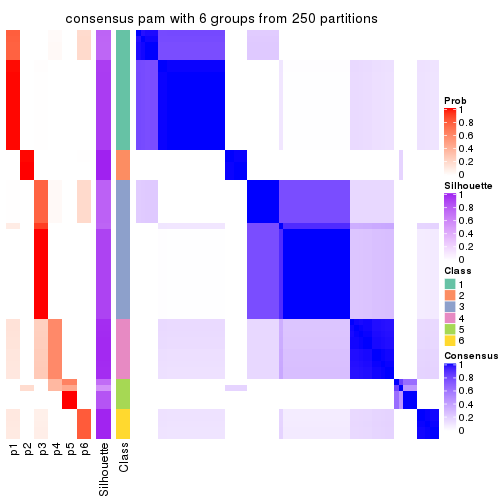 consensus pam with 6 groups from 250 partitions
Prob
1
0.8
0.6
0.4
0.2
0
Silhouette
1
0.8
0.6
0.4
0.2
0
Class
1
2
3
4
5
6
Consensus
1
0.8
0.6
0.4
0.2
0
p1
p2
p3
p4
p5
p6
Silhouette
Class